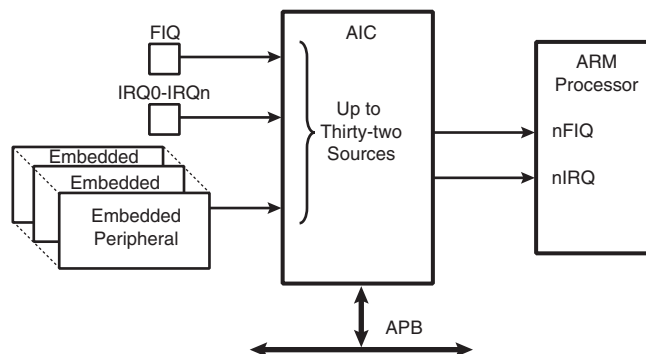 FIQ
IRQ0-IRQn
Embedded
Embedded
Embedded
Peripheral
AIC
Up to
Thirty-two
Sources
ARM
Processor
nFIQ
nIRQ
APB